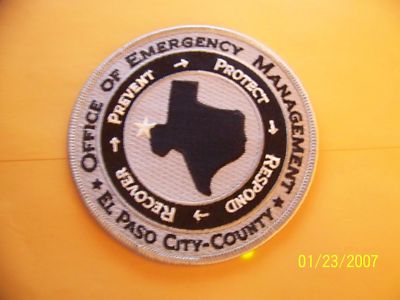 OFFICE OF EMERGENCY MANAGEMENT
PREVENT → PROTECT → RESPOND → RECOVER →
★ EL PASO CITY-COUNTY ★
01/23/2007